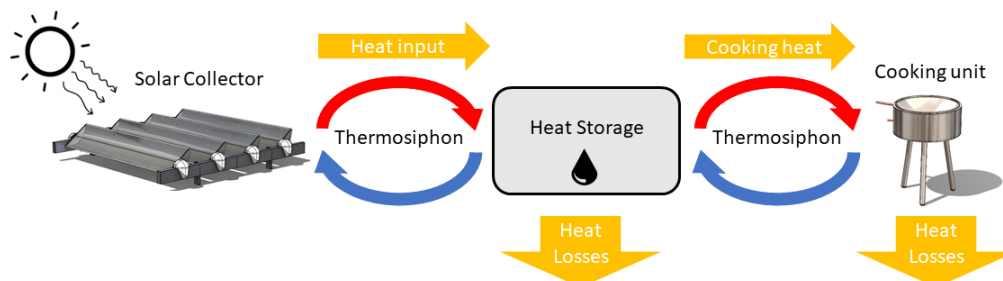 Heat input
Cooking heat
Solar Collector
Cooking unit
Thermosiphon
Heat Storage
Thermosiphon
Heat
Losses
Heat
Losses